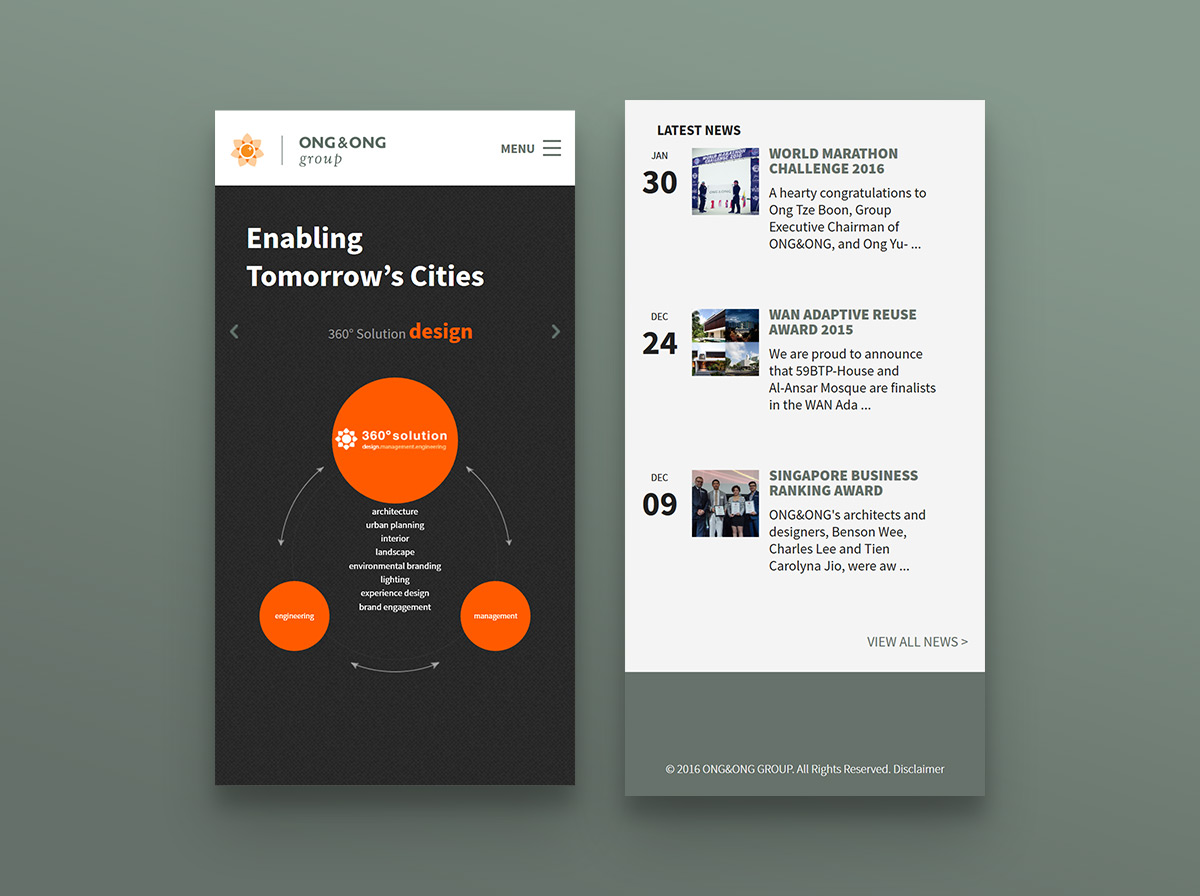 ONG&ONG
group
MENU
Enabling
Tomorrow’s Cities
360° Solution design
360°solution
design.management.engineering
architecture
urban planning
interior
landscape
environmental branding
lighting
experience design
brand engagement
engineering
management
LATEST NEWS
JAN
30
WORLD MARATHON
CHALLENGE 2016
A hearty congratulations to
Ong Tze Boon, Group
Executive Chairman of
ONG&ONG, and Ong Yu- ...
DEC
24
WAN ADAPTIVE REUSE
AWARD 2015
We are proud to announce
that 59BTP-House and
Al-Ansar Mosque are finalists
in the WAN Ada ...
DEC
09
SINGAPORE BUSINESS
RANKING AWARD
ONG&ONG's architects and
designers, Benson Wee,
Charles Lee and Tien
Carolyna Jio, were aw ...
VIEW ALL NEWS >
© 2016 ONG&ONG GROUP. All Rights Reserved. Disclaimer